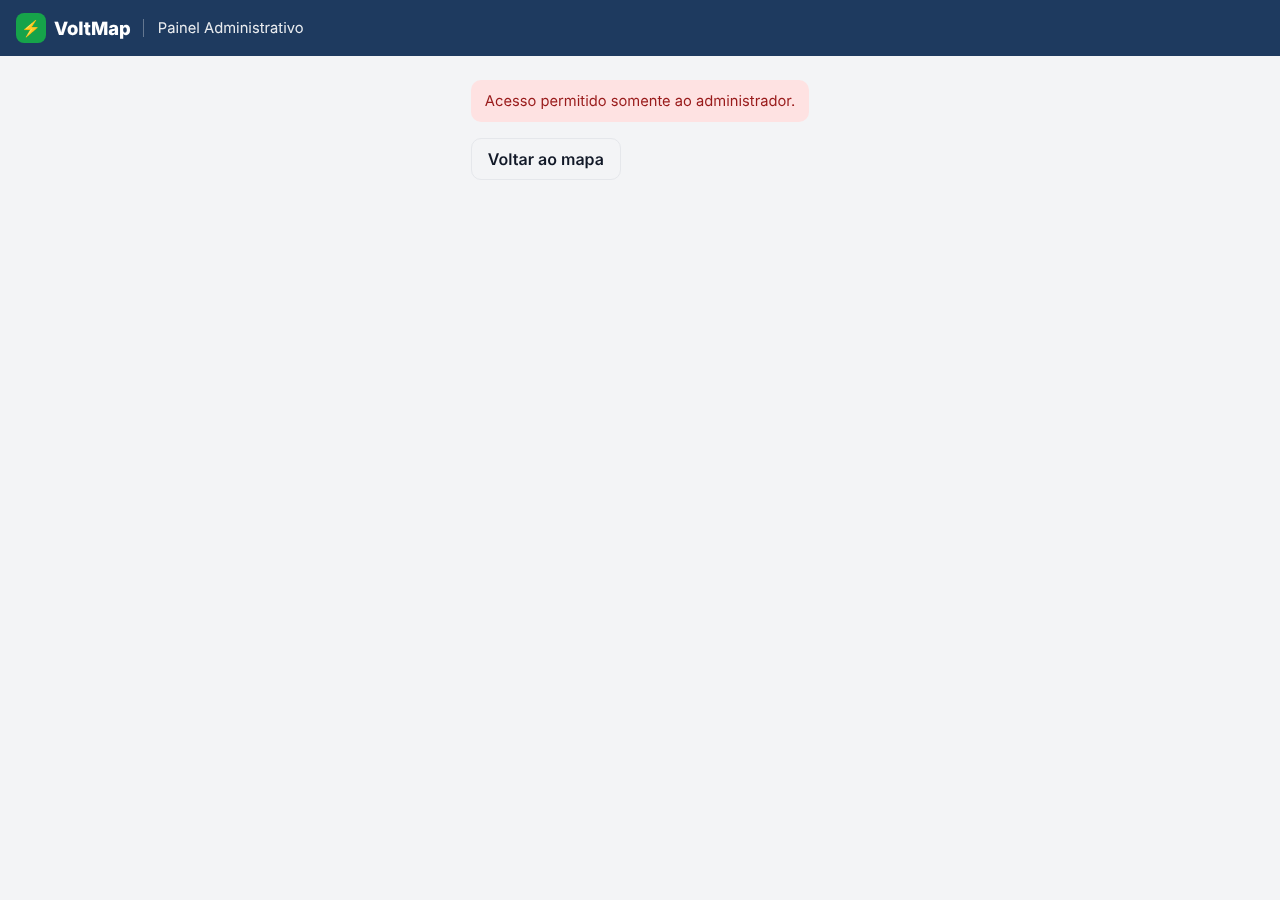 ⚡ VoltMap Painel Administrativo
Acesso permitido somente ao administrador.
Voltar ao mapa